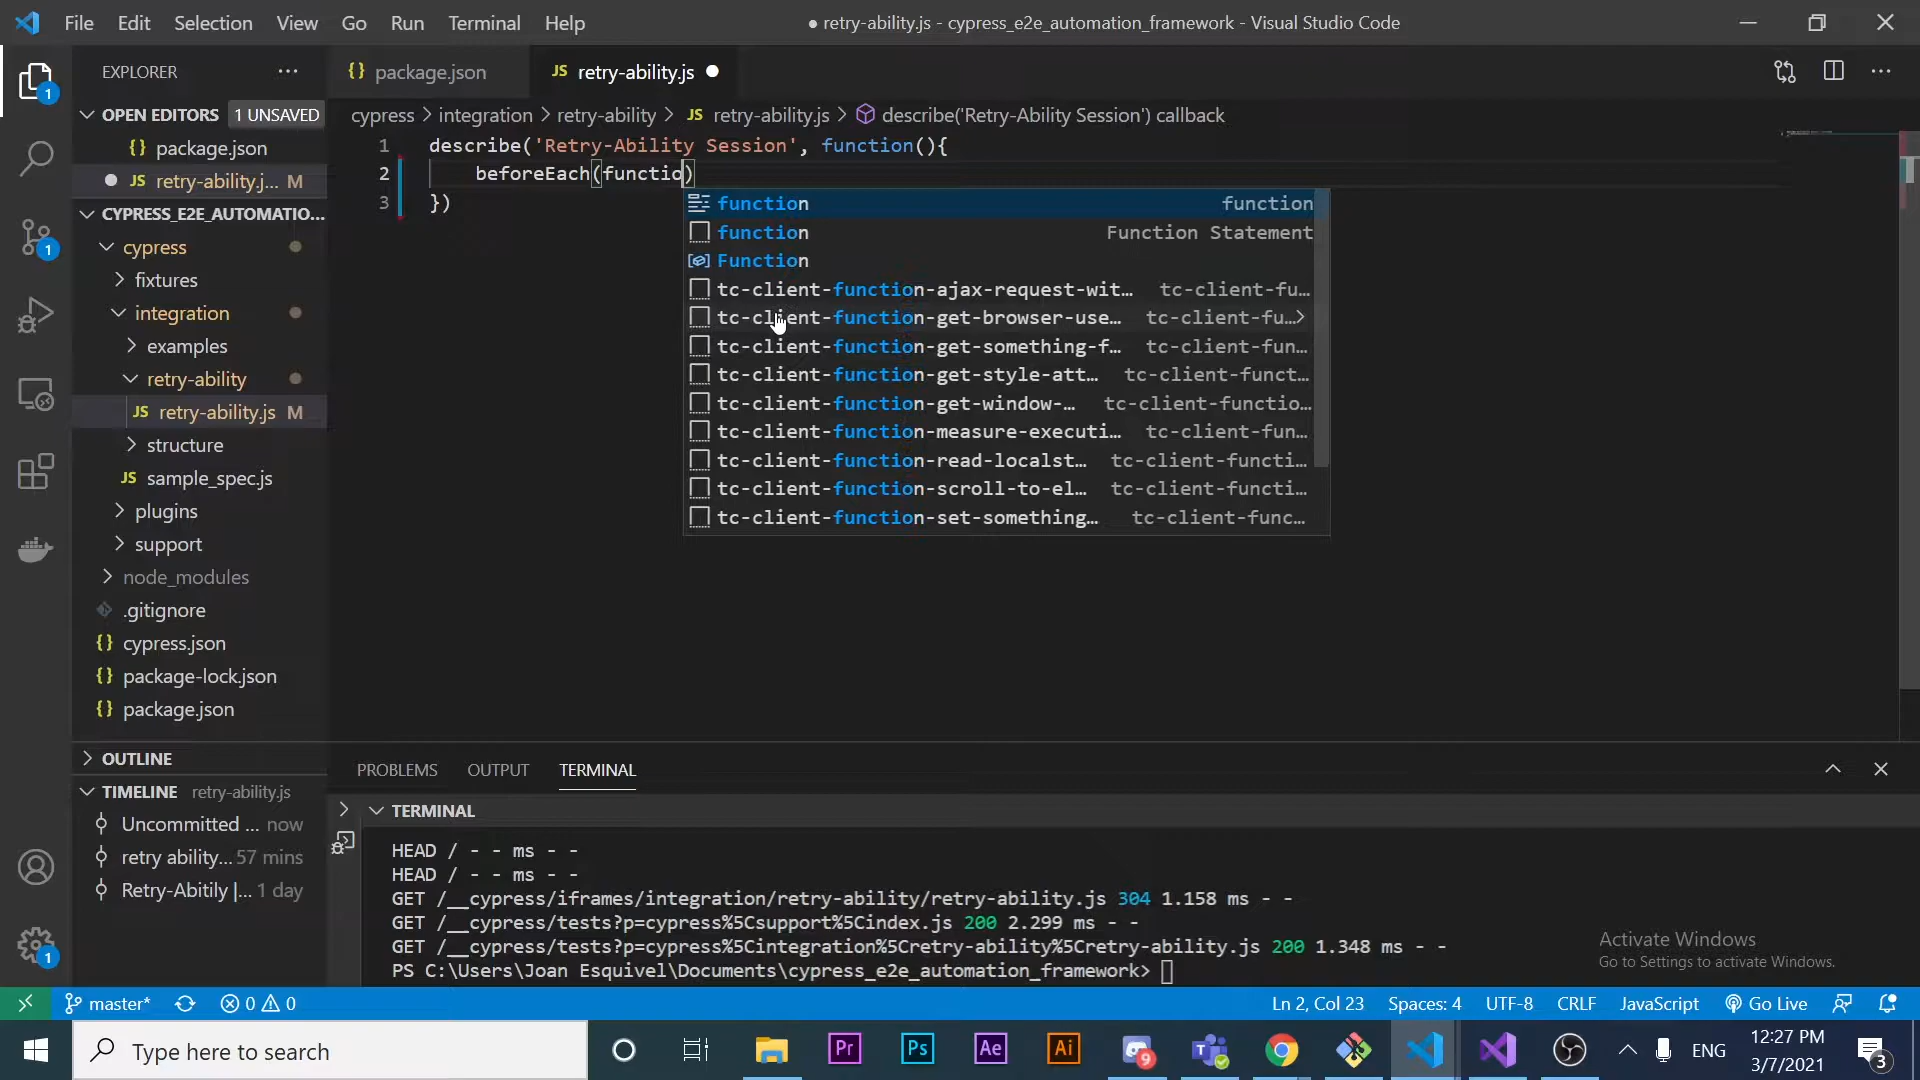 File Edit Selection View Go Run Terminal Help
● retry-ability.js - cypress_e2e_automation_framework - Visual Studio Code
EXPLORER
package.json
retry-ability.js
OPEN EDITORS 1 UNSAVED
package.json
retry-ability.j... M
CYPRESS_E2E_AUTOMATIO...
cypress
fixtures
integration
examples
retry-ability
retry-ability.js M
structure
sample_spec.js
plugins
support
node_modules
.gitignore
cypress.json
package-lock.json
package.json
OUTLINE
TIMELINE retry-ability.js
Uncommitted ... now
retry ability,... 57 mins
Retry-Abitily |... 1 day
cypress > integration > retry-ability > JS retry-ability.js > describe('Retry-Ability Session') callback
1 describe('Retry-Ability Session', function(){
2 beforeEach(functio)
3 })
function function
function Function Statement
Function
tc-client-function-ajax-request-wit... tc-client-fu...
tc-client-function-get-browser-use... tc-client-fu...>
tc-client-function-get-something-f... tc-client-fun...
tc-client-function-get-style-att... tc-client-funct...
tc-client-function-get-window-... tc-client-functio...
tc-client-function-measure-executi... tc-client-fun...
tc-client-function-read-localst... tc-client-functi...
tc-client-function-scroll-to-el... tc-client-functi...
tc-client-function-set-something... tc-client-func...
PROBLEMS OUTPUT TERMINAL
TERMINAL
HEAD / - - ms - -
HEAD / - - ms - -
GET /__cypress/iframes/integration/retry-ability/retry-ability.js 304 1.158 ms - -
GET /__cypress/tests?p=cypress%5Csupport%5Cindex.js 200 2.299 ms - -
GET /__cypress/tests?p=cypress%5Cintegration%5Cretry-ability%5Cretry-ability.js 200 1.348 ms - -
PS C:\Users\Joan Esquivel\Documents\cypress_e2e_automation_framework>
Activate Windows
Go to Settings to activate Windows.
master* 0 0
Ln 2, Col 23 Spaces: 4 UTF-8 CRLF JavaScript Go Live
Type here to search
Pr Ps Ae Ai 9
ENG
12:27 PM
3/7/2021
3